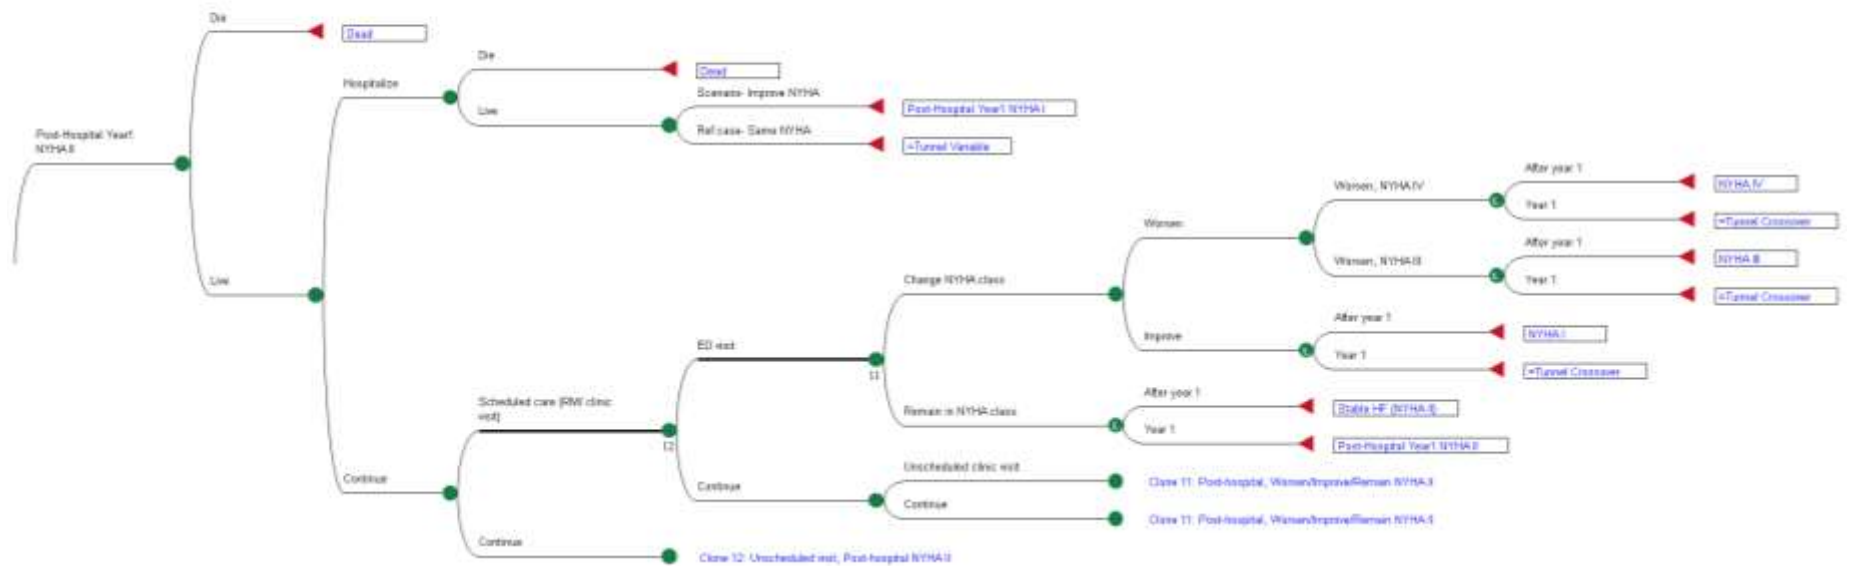 Die
Dead
Die
Hospitalize
Dead
Scenario- Improve NYHA
Post-Hospital Year1 NYHA I
Live
Ref case- Same NYHA
=Tunnel Variable
Post-Hospital Year1
NYHA II
After year 1
NYHA IV
Worsen, NYHA IV
Year 1
=Tunnel Crossover
Worsen
After year 1
NYHA III
Worsen, NYHA III
Year 1
=Tunnel Crossover
Live
Change NYHA class
After year 1
NYHA I
Improve
Year 1
=Tunnel Crossover
ED visit
11
After year 1
Stable HF (NYHA II)
Scheduled care (RM/ clinic
visit)
Remain in NYHA class
Year 1
Post-Hospital Year1 NYHA II
12
Unscheduled clinic visit
Clone 11: Post-hospital, Worsen/Improve/Remain NYHA II
Continue
Continue
Continue
Clone 11: Post-hospital, Worsen/Improve/Remain NYHA II
Continue
Clone 12: Unscheduled visit, Post-hospital NYHA II